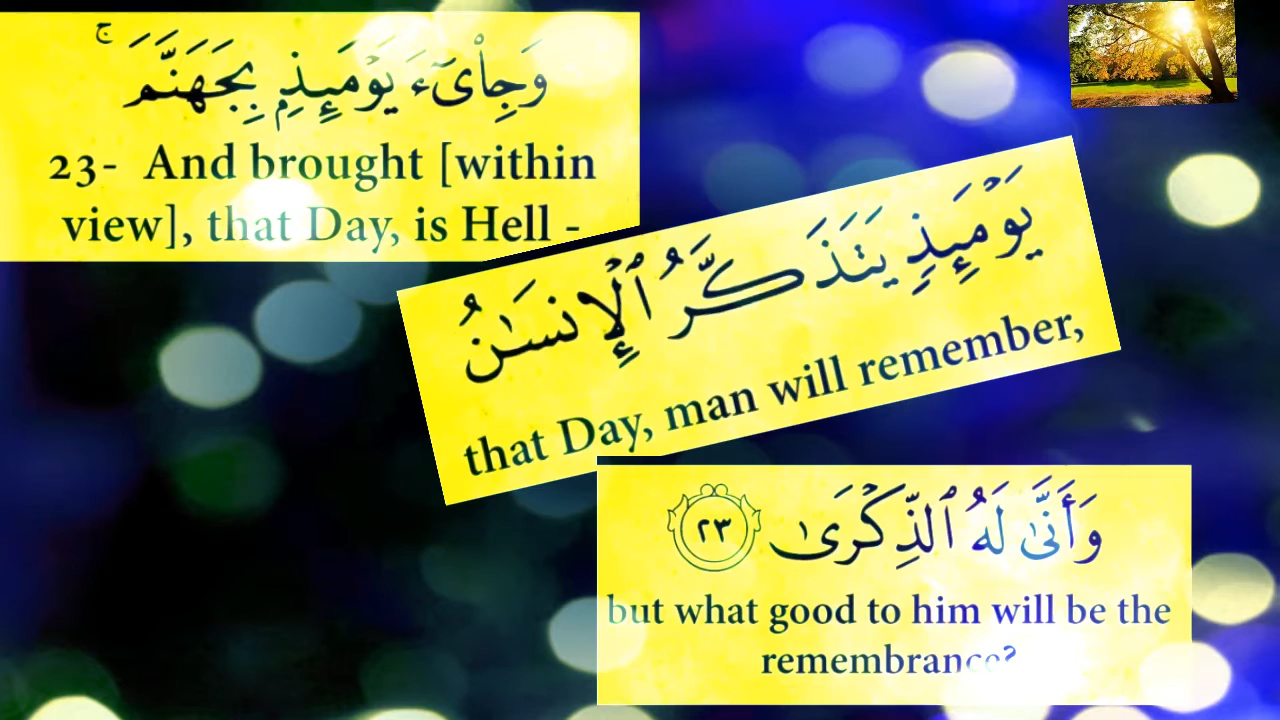 وَجِا۟ىٓءَ يَوْمَئِذٍۭ بِجَهَنَّمَ ۚ
23- And brought [within
view], that Day, is Hell -
يَوْمَئِذٍ يَتَذَكَّرُ ٱلْإِنسَـٰنُ
that Day, man will remember,
وَأَنَّىٰ لَهُ ٱلذِّكْرَىٰ ٢٣
but what good to him will be the
remembrance?